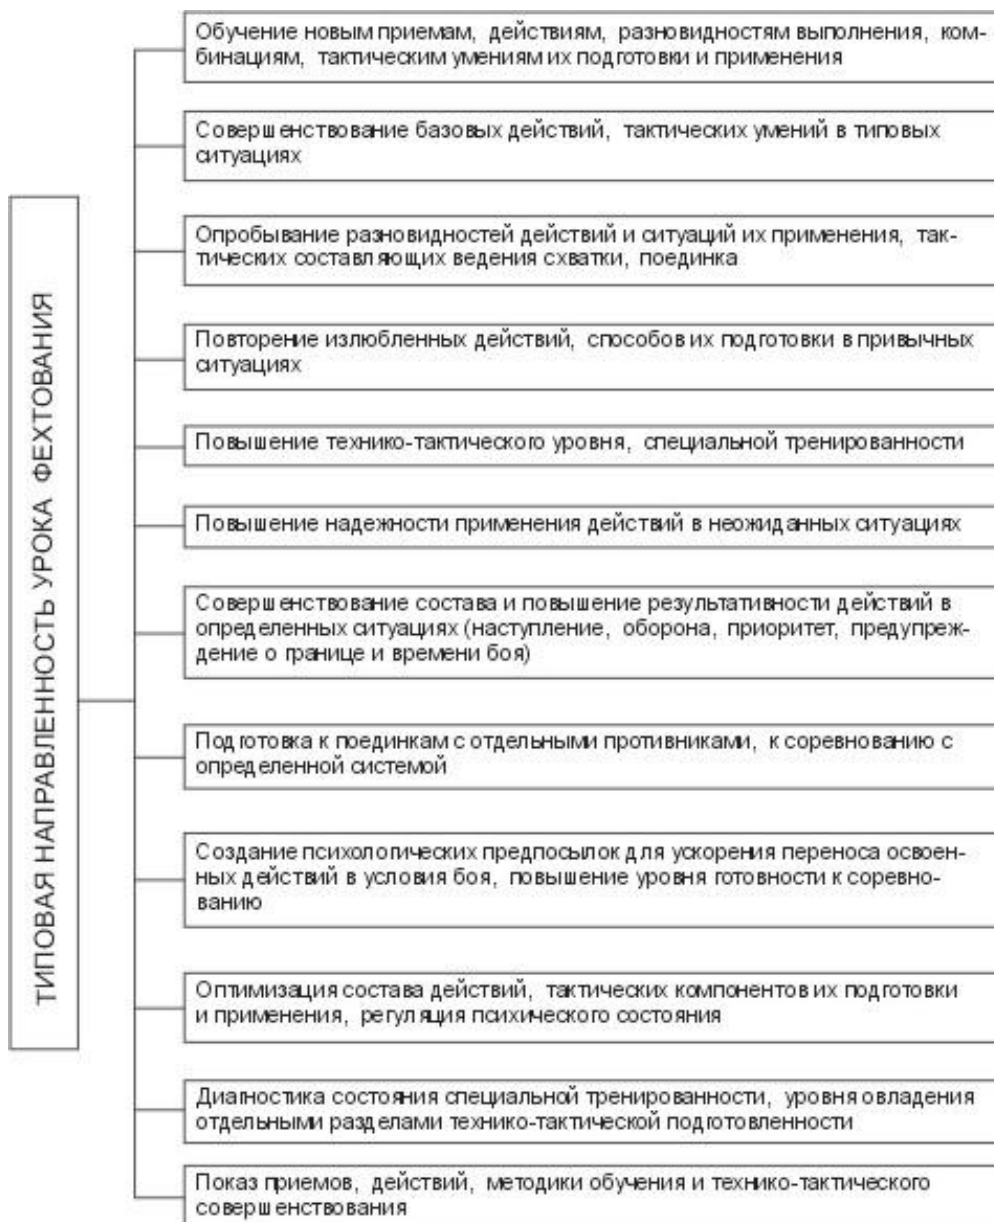 ТИПОВАЯ НАПРАВЛЕННОСТЬ УРОКА ФЕХТОВАНИЯ
Обучение новым приемам, действиям, разновидностям выполнения, ком-
бинациям, тактическим умениям их подготовки и применения
Совершенствование базовых действий, тактических умений в типовых
ситуациях
Опробывание разновидностей действий и ситуаций их применения, так-
тических составляющих ведения схватки, поединка
Повторение излюбленных действий, способов их подготовки в привычных
ситуациях
Повышение технико-тактического уровня, специальной тренированности
Повышение надежности применения действий в неожиданных ситуациях
Совершенствование состава и повышение результативности действий в
определенных ситуациях (наступление, оборона, приоритет, предупреж-
дение о границе и времени боя)
Подготовка к поединкам с отдельными противниками, к соревнованию с
определенной системой
Создание психологических предпосылок для ускорения переноса освоен-
ных действий в условия боя, повышение уровня готовности к соревно-
ванию
Оптимизация состава действий, тактических компонентов их подготовки
и применения, регуляция психического состояния
Диагностика состояния специальной тренированности, уровня овладения
отдельными разделами технико-тактической подготовленности
Показ приемов, действий, методики обучения и технико-тактического
совершенствования